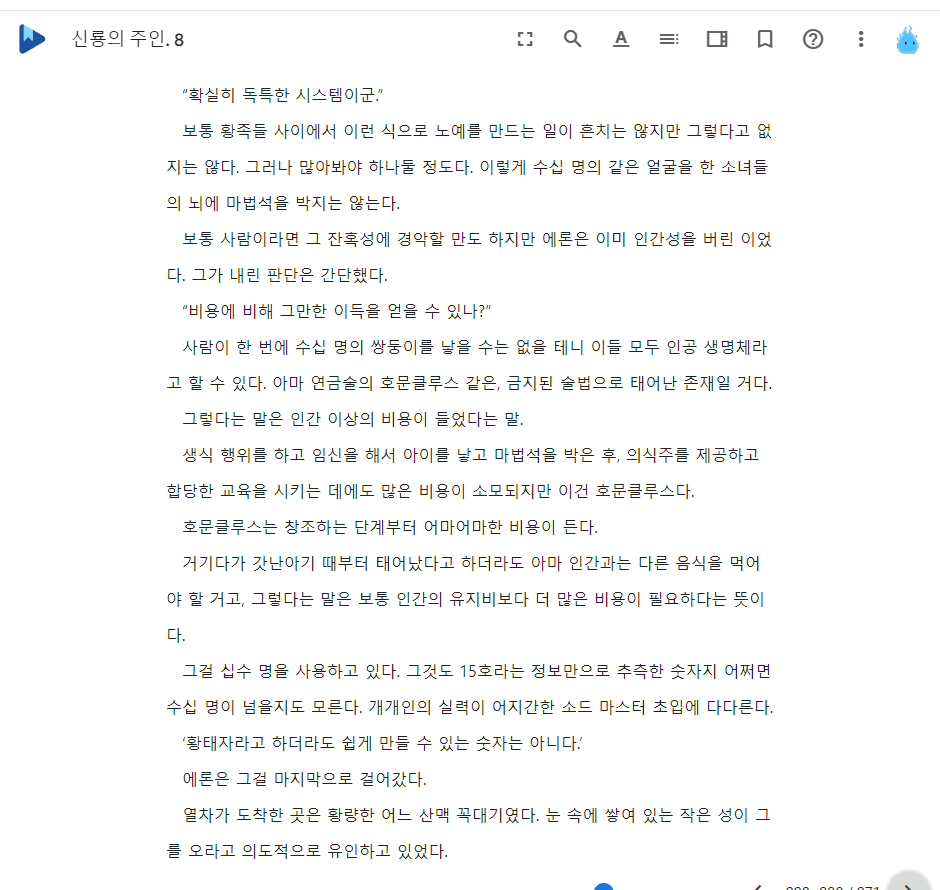 신룡의 주인. 8
“확실히 독특한 시스템이군.”
보통 황족들 사이에서 이런 식으로 노예를 만드는 일이 흔치는 않지만 그렇다고 없
지는 않다. 그러나 많아봐야 하나둘 정도다. 이렇게 수십 명의 같은 얼굴을 한 소녀들
의 뇌에 마법석을 박지는 않는다.
보통 사람이라면 그 잔혹성에 경악할 만도 하지만 에론은 이미 인간성을 버린 이었
다. 그가 내린 판단은 간단했다.
“비용에 비해 그만한 이득을 얻을 수 있나?”
사람이 한 번에 수십 명의 쌍둥이를 낳을 수는 없을 테니 이들 모두 인공 생명체라
고 할 수 있다. 아마 연금술의 호문클루스 같은, 금지된 술법으로 태어난 존재일 거다.
그렇다는 말은 인간 이상의 비용이 들었다는 말.
생식 행위를 하고 임신을 해서 아이를 낳고 마법석을 박은 후, 의식주를 제공하고
합당한 교육을 시키는 데에도 많은 비용이 소모되지만 이건 호문클루스다.
호문클루스는 창조하는 단계부터 어마어마한 비용이 든다.
거기다가 갓난아기 때부터 태어났다고 하더라도 아마 인간과는 다른 음식을 먹어
야 할 거고, 그렇다는 말은 보통 인간의 유지비보다 더 많은 비용이 필요하다는 뜻이
다.
그걸 십수 명을 사용하고 있다. 그것도 15호라는 정보만으로 추측한 숫자지 어쩌면
수십 명이 넘을지도 모른다. 개개인의 실력이 어지간한 소드 마스터 초입에 다다른다.
‘황태자라고 하더라도 쉽게 만들 수 있는 숫자는 아니다.’
에론은 그걸 마지막으로 걸어갔다.
열차가 도착한 곳은 황량한 어느 산맥 꼭대기였다. 눈 속에 쌓여 있는 작은 성이 그
를 오라고 의도적으로 유인하고 있었다.